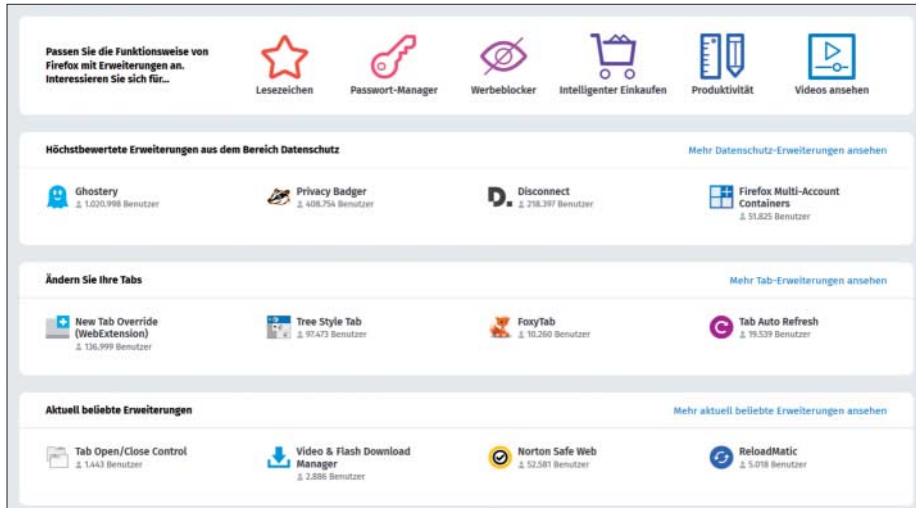 Passen Sie die Funktionsweise von
Firefox mit Erweiterungen an.
Interessieren Sie sich für...
Lesezeichen
Passwort-Manager
Werbeblocker
Intelligenter Einkaufen
Produktivität
Videos ansehen
Höchstbewertete Erweiterungen aus dem Bereich Datenschutz
Mehr Datenschutz-Erweiterungen ansehen
Ghostery
1.020.998 Benutzer
Privacy Badger
408.754 Benutzer
Disconnect
218.397 Benutzer
Firefox Multi-Account
Containers
51.825 Benutzer
Ändern Sie Ihre Tabs
Mehr Tab-Erweiterungen ansehen
New Tab Override
(WebExtension)
136.999 Benutzer
Tree Style Tab
97.473 Benutzer
FoxyTab
10.260 Benutzer
Tab Auto Refresh
19.539 Benutzer
Aktuell beliebte Erweiterungen
Mehr aktuell beliebte Erweiterungen ansehen
Tab Open/Close Control
1.443 Benutzer
Video & Flash Download
Manager
2.886 Benutzer
Norton Safe Web
52.581 Benutzer
ReloadMatic
5.018 Benutzer